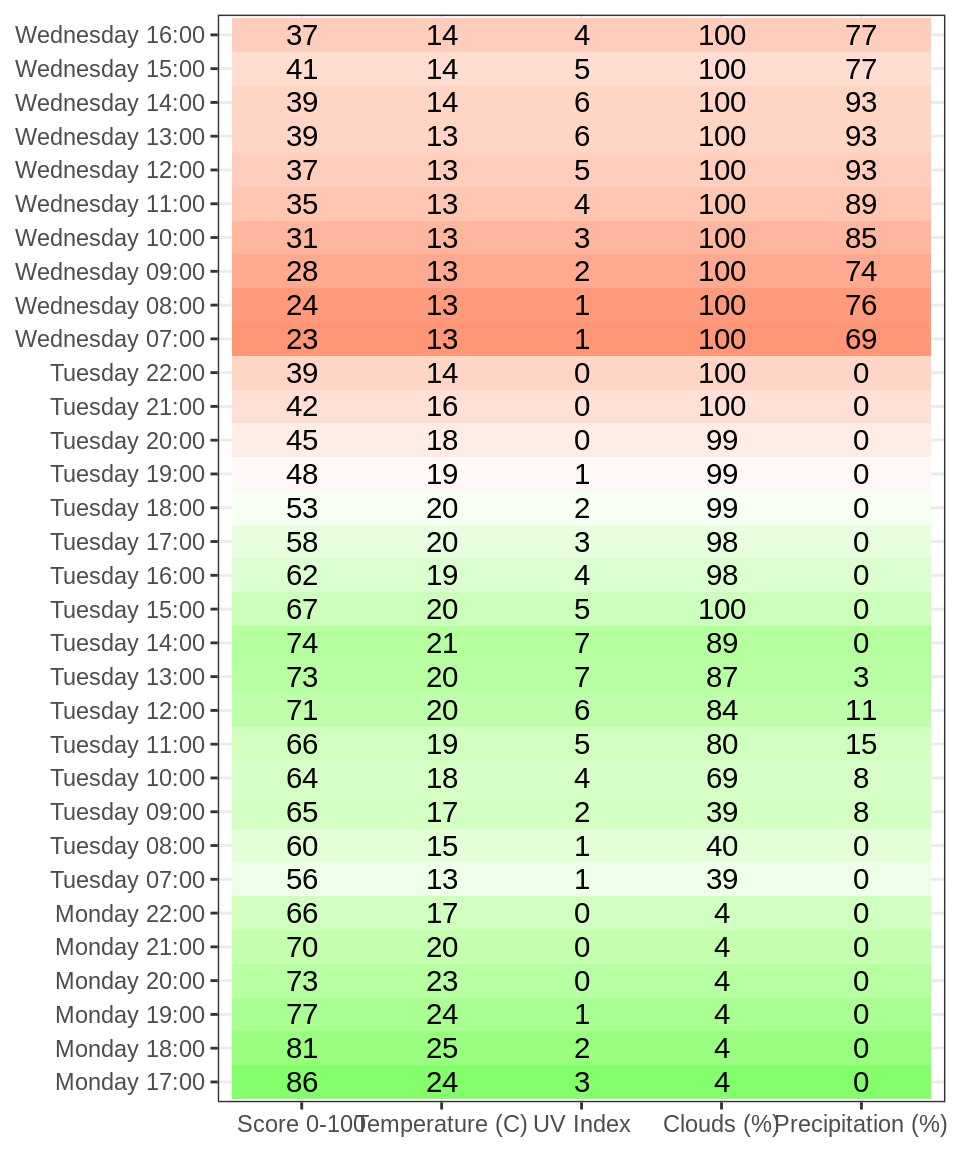 Wednesday 16:00 37 14 4 100 77
Wednesday 15:00 41 14 5 100 77
Wednesday 14:00 39 14 6 100 93
Wednesday 13:00 39 13 6 100 93
Wednesday 12:00 37 13 5 100 93
Wednesday 11:00 35 13 4 100 89
Wednesday 10:00 31 13 3 100 85
Wednesday 09:00 28 13 2 100 74
Wednesday 08:00 24 13 1 100 76
Wednesday 07:00 23 13 1 100 69
Tuesday 22:00 39 14 0 100 0
Tuesday 21:00 42 16 0 100 0
Tuesday 20:00 45 18 0 99 0
Tuesday 19:00 48 19 1 99 0
Tuesday 18:00 53 20 2 99 0
Tuesday 17:00 58 20 3 98 0
Tuesday 16:00 62 19 4 98 0
Tuesday 15:00 67 20 5 100 0
Tuesday 14:00 74 21 7 89 0
Tuesday 13:00 73 20 7 87 3
Tuesday 12:00 71 20 6 84 11
Tuesday 11:00 66 19 5 80 15
Tuesday 10:00 64 18 4 69 8
Tuesday 09:00 65 17 2 39 8
Tuesday 08:00 60 15 1 40 0
Tuesday 07:00 56 13 1 39 0
Monday 22:00 66 17 0 4 0
Monday 21:00 70 20 0 4 0
Monday 20:00 73 23 0 4 0
Monday 19:00 77 24 1 4 0
Monday 18:00 81 25 2 4 0
Monday 17:00 86 24 3 4 0
Score 0-100 Temperature (C) UV Index Clouds (%) Precipitation (%)